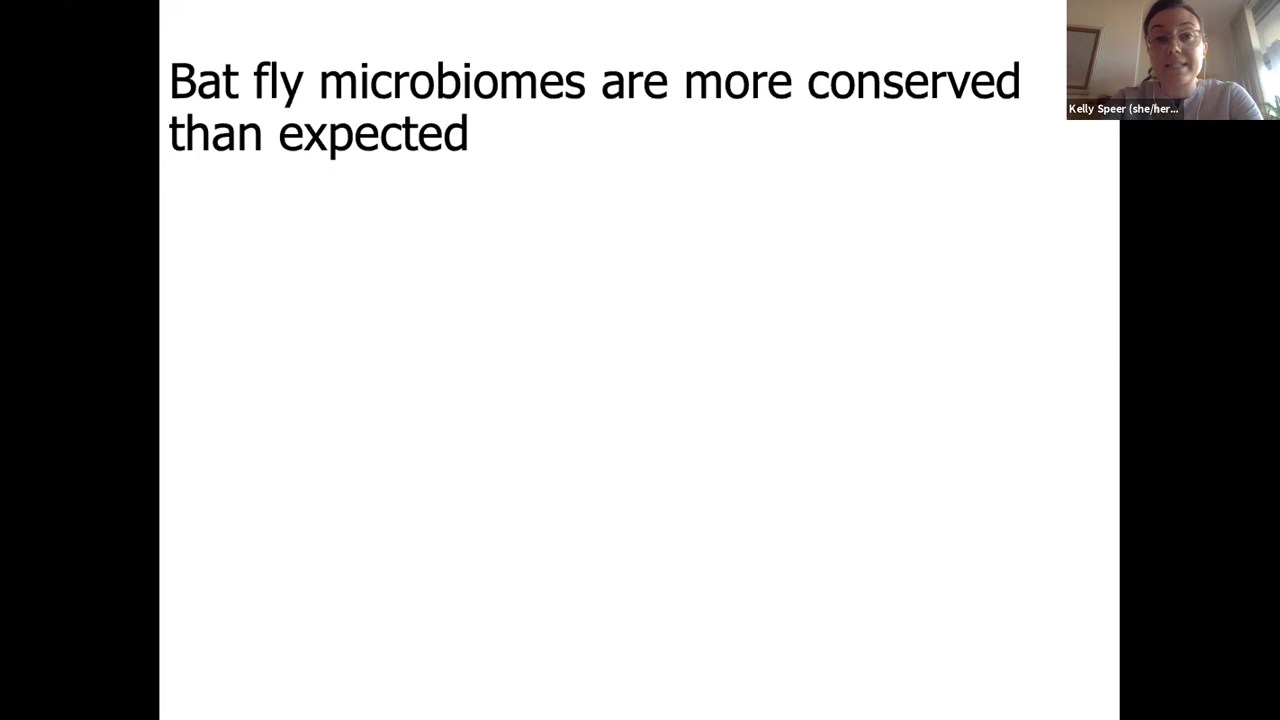 Bat fly microbiomes are more conserved
than expected
Kelly Speer (she/her...